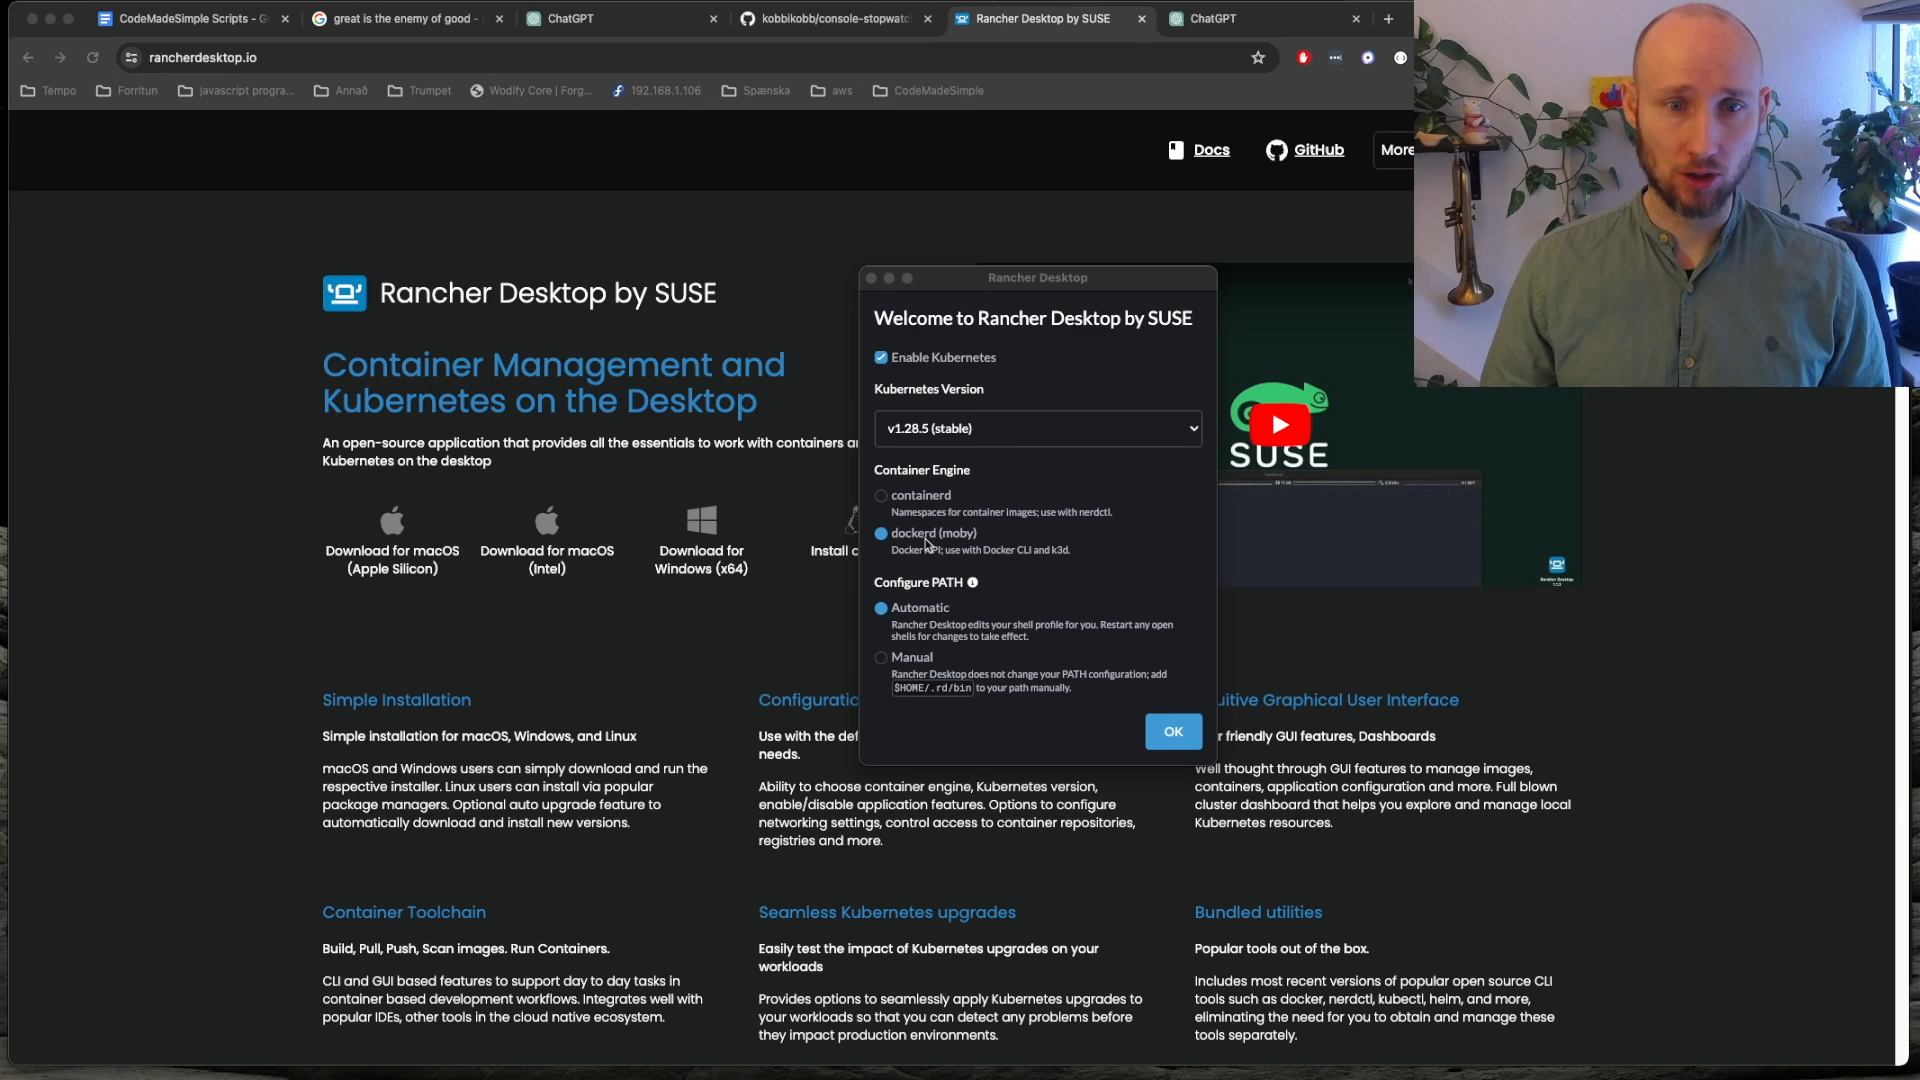 CodeMadeSimple Scripts - G
great is the enemy of good -
ChatGPT
kobbikobb/console-stopwatc
Rancher Desktop by SUSE
ChatGPT
rancherdesktop.io
Tempo
Forritun
javascript progra...
Annað
Trumpet
Wodify Core | Forg...
192.168.1.106
Spænska
aws
CodeMadeSimple
Docs
GitHub
More
Rancher Desktop by SUSE
Container Management and
Kubernetes on the Desktop
An open-source application that provides all the essentials to work with containers a
Kubernetes on the desktop
Download for macOS
(Apple Silicon)
Download for macOS
(Intel)
Download for
Windows (x64)
Install o
Rancher Desktop
Welcome to Rancher Desktop by SUSE
Enable Kubernetes
Kubernetes Version
v1.28.5 (stable)
Container Engine
containerd
Namespaces for container images; use with nerdctl.
dockerd (moby)
Docker API; use with Docker CLI and k3d.
Configure PATH
Automatic
Rancher Desktop edits your shell profile for you. Restart any open
shells for changes to take effect.
Manual
Rancher Desktop does not change your PATH configuration; add
$HOME/.rd/bin to your path manually.
OK
SUSE
Simple Installation
Simple installation for macOS, Windows, and Linux
macOS and Windows users can simply download and run the
respective installer. Linux users can install via popular
package managers. Optional auto upgrade feature to
automatically download and install new versions.
Configuratio
Use with the def
needs.
Ability to choose container engine, Kubernetes version,
enable/disable application features. Options to configure
networking settings, control access to container repositories,
registries and more.
uitive Graphical User Interface
r friendly GUI features, Dashboards
Well thought through GUI features to manage images,
containers, application configuration and more. Full blown
cluster dashboard that helps you explore and manage local
Kubernetes resources.
Container Toolchain
Build, Pull, Push, Scan images. Run Containers.
CLI and GUI based features to support day to day tasks in
container based development workflows. Integrates well with
popular IDEs, other tools in the cloud native ecosystem.
Seamless Kubernetes upgrades
Easily test the impact of Kubernetes upgrades on your
workloads
Provides options to seamlessly apply Kubernetes upgrades to
your workloads so that you can detect any problems before
they impact production environments.
Bundled utilities
Popular tools out of the box.
Includes most recent versions of popular open source CLI
tools such as docker, nerdctl, kubectl, helm, and more,
eliminating the need for you to obtain and manage these
tools separately.